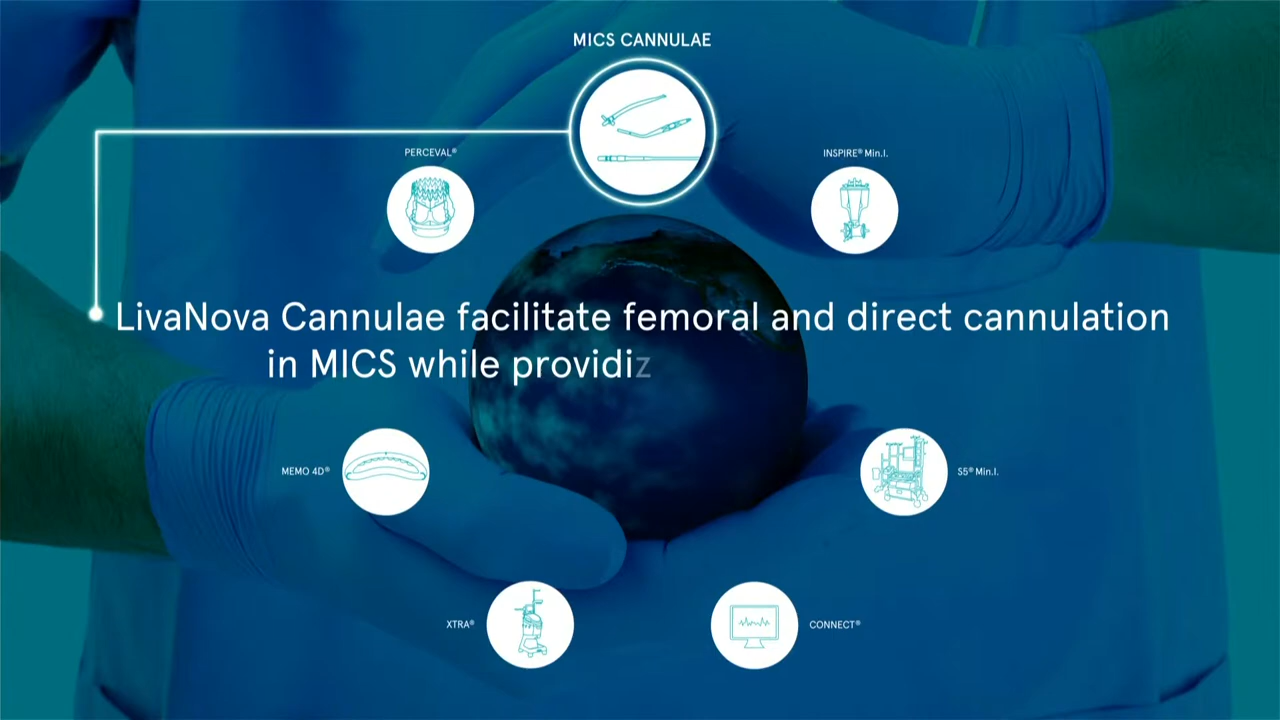 MICS CANNULAE
PERCEVAL®
INSPIRE® Min.I.
LivaNova Cannulae facilitate femoral and direct cannulation
in MICS while providiz
MEMO 4D®
S5® Min.I.
XTRA®
CONNECT®